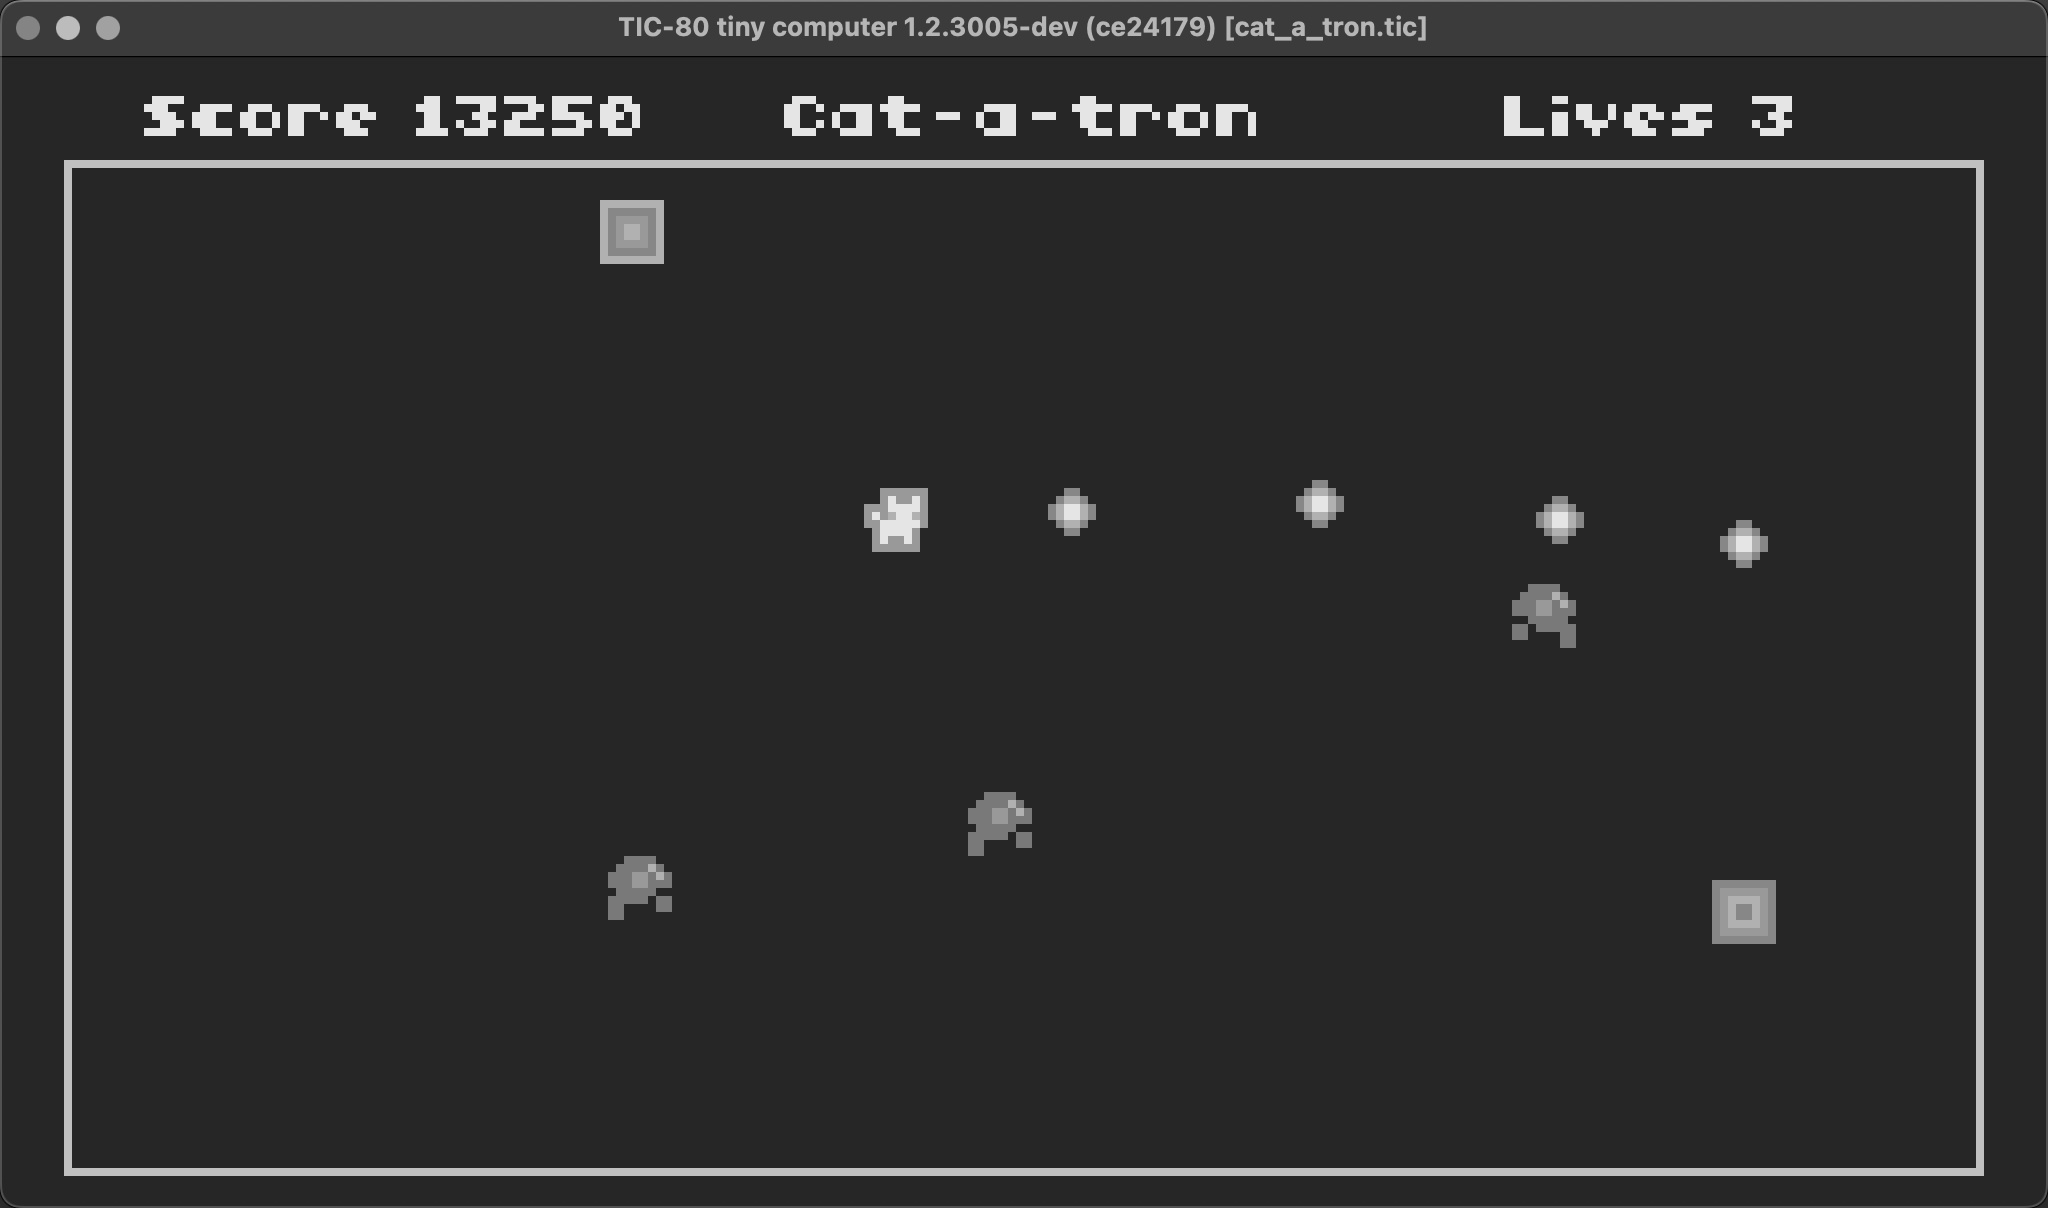 TIC-80 tiny computer 1.2.3005-dev (ce24179) [cat_a_tron.tic]
Score 13250 Cat-a-tron Lives 3